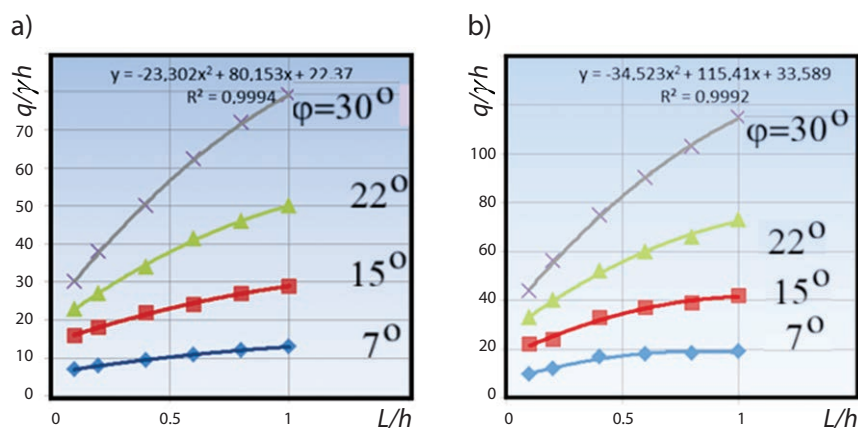 a)
y = -23,302x² + 80,153x + 22.37
R² = 0.9994
q/γh
φ=30°
22°
15°
7°
70
60
50
40
30
20
10
0
0 0.5 1 L/h
b)
y = -34,523x² + 115,41x + 33,589
R² = 0.9992
q/γh
φ=30°
22°
15°
7°
100
80
60
40
20
0
0 0.5 1 L/h